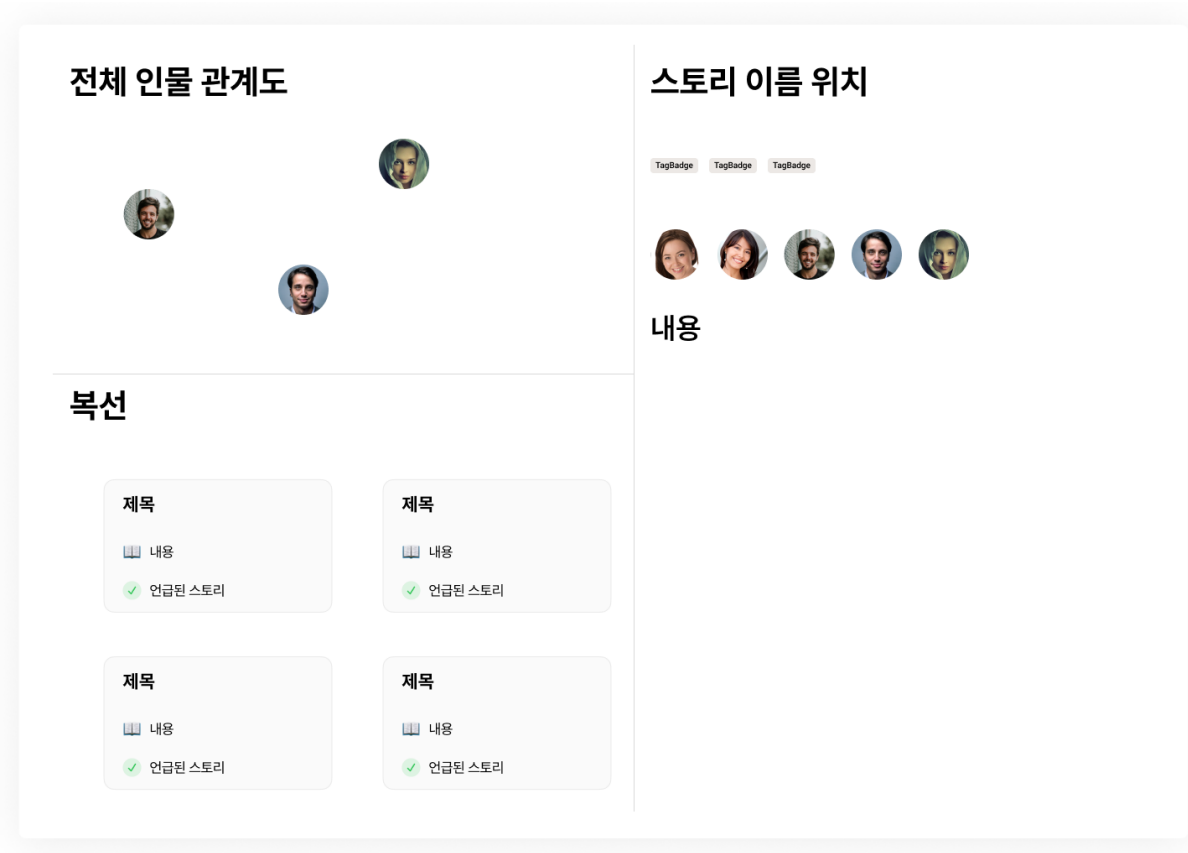 전체 인물 관계도
복선
제목
내용
언급된 스토리
제목
내용
언급된 스토리
제목
내용
언급된 스토리
제목
내용
언급된 스토리
스토리 이름 위치
TagBadge TagBadge TagBadge
내용